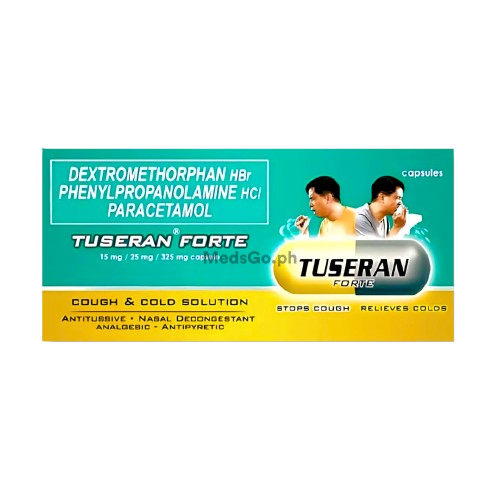 DEXTROMETHORPHAN HBr
PHENYLPROPANOLAMINE HCl
PARACETAMOL
TUSERAN® FORTE
15 mg / 25 mg / 325 mg capsule
COUGH & COLD SOLUTION
ANTITUSSIVE • NASAL DECONGESTANT
ANALGESIC • ANTIPYRETIC
MedsGo.ph
capsules
TUSERAN
FORTE
STOPS COUGH RELIEVES COLDS